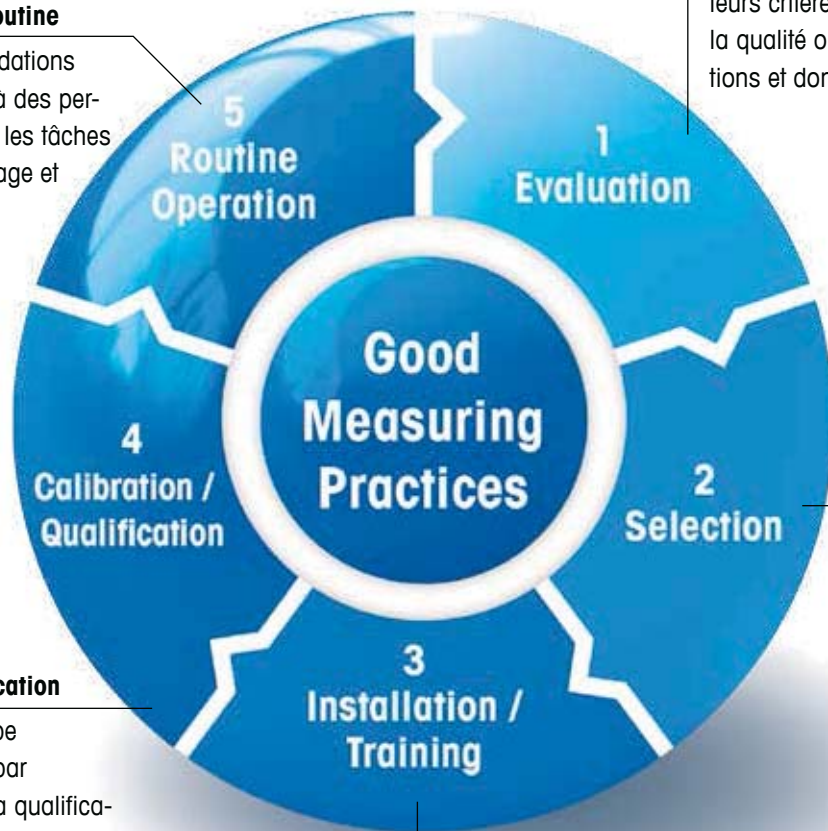 outine
dations
à des per-
les tâches
age et
leurs critère
la qualité o
tions et dor
5
Routine
Operation
1
Evaluation
Good
Measuring
Practices
4
Calibration /
Qualification
2
Selection
3
Installation /
Training
cation
pe
par
a qualifica-